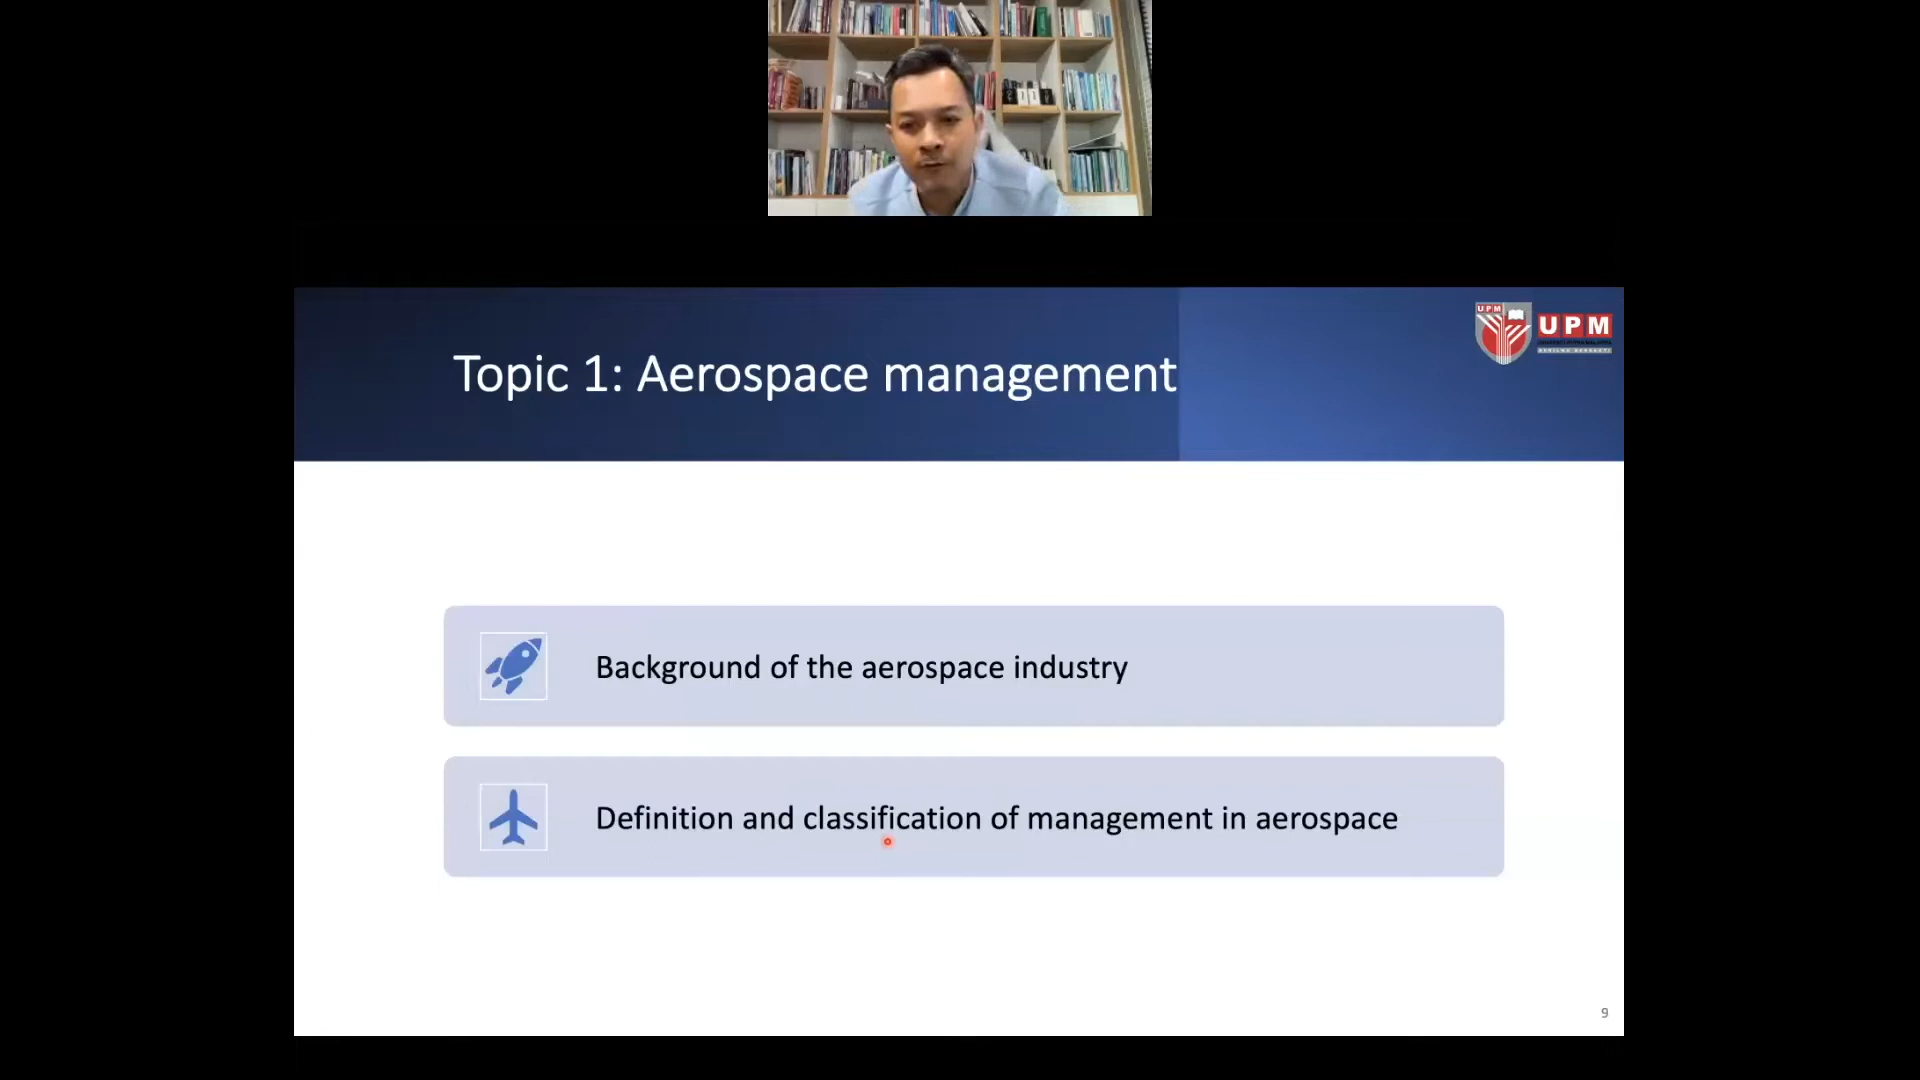 Topic 1: Aerospace management
UPM
UPM
Background of the aerospace industry
Definition and classification of management in aerospace
9